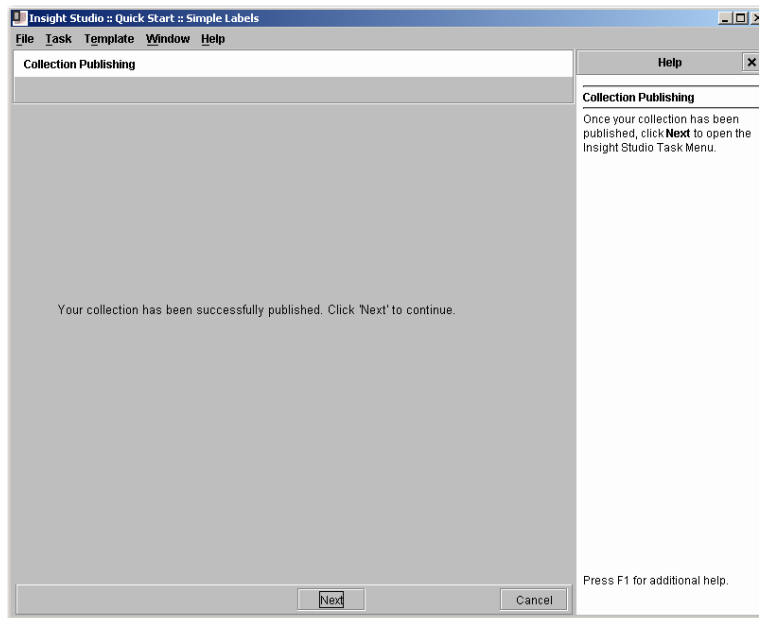 Insight Studio :: Quick Start :: Simple Labels
File Task Template Window Help
Collection Publishing
Your collection has been successfully published. Click 'Next' to continue.
Next
Cancel
Help
Collection Publishing
Once your collection has been
published, click Next to open the
Insight Studio Task Menu.
Press F1 for additional help.